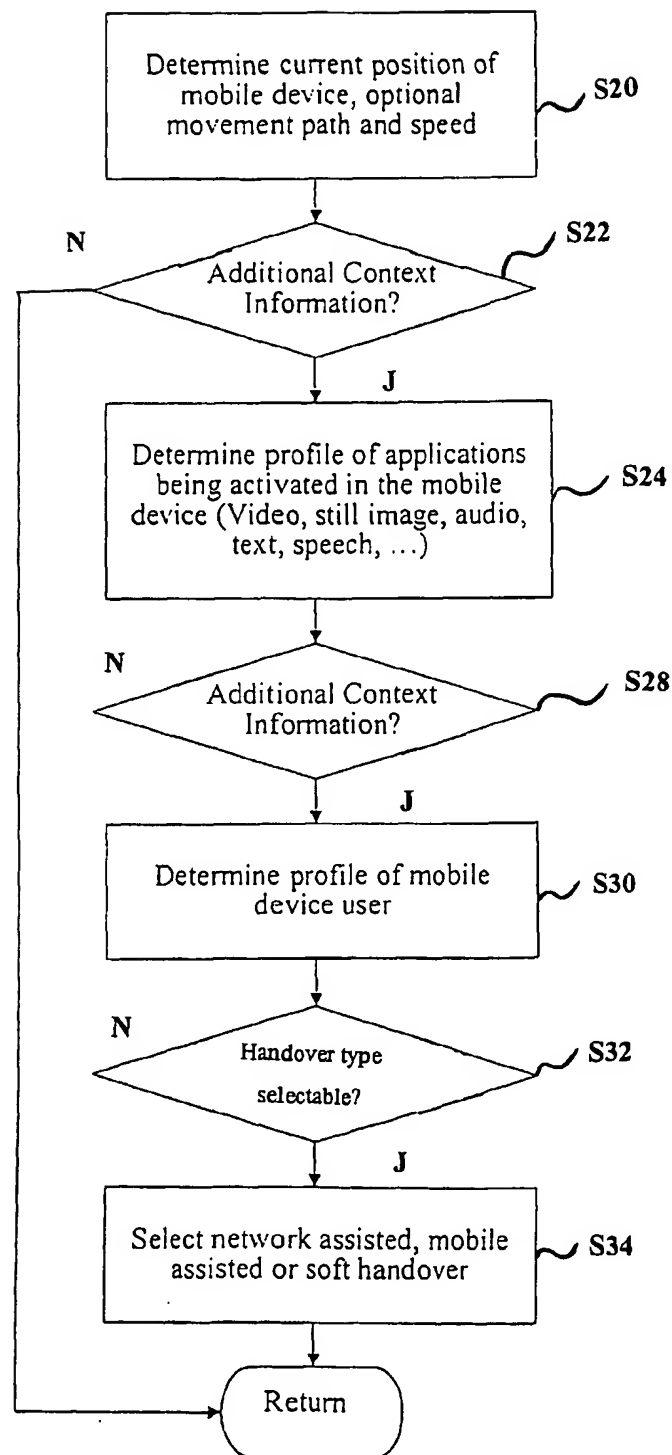 Determine current position of
mobile device, optional
movement path and speed
S20
N
S22
Additional Context
Information?
J
Determine profile of applications
being activated in the mobile
device (Video, still image, audio,
text, speech, ...)
S24
N
S28
Additional Context
Information?
J
Determine profile of mobile
device user
S30
N
S32
Handover type
selectable?
J
Select network assisted, mobile
assisted or soft handover
S34
Return